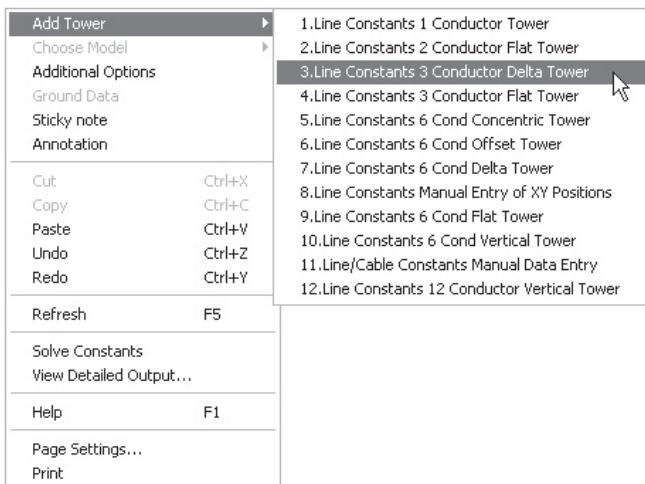 Add Tower
Choose Model
Additional Options
Ground Data
Sticky note
Annotation
Cut Ctrl+X
Copy Ctrl+C
Paste Ctrl+V
Undo Ctrl+Z
Redo Ctrl+Y
Refresh F5
Solve Constants
View Detailed Output...
Help F1
Page Settings...
Print
1.Line Constants 1 Conductor Tower
2.Line Constants 2 Conductor Flat Tower
3.Line Constants 3 Conductor Delta Tower
4.Line Constants 3 Conductor Flat Tower
5.Line Constants 6 Cond Concentric Tower
6.Line Constants 6 Cond Offset Tower
7.Line Constants 6 Cond Delta Tower
8.Line Constants Manual Entry of XY Positions
9.Line Constants 6 Cond Flat Tower
10.Line Constants 6 Cond Vertical Tower
11.Line/Cable Constants Manual Data Entry
12.Line Constants 12 Conductor Vertical Tower